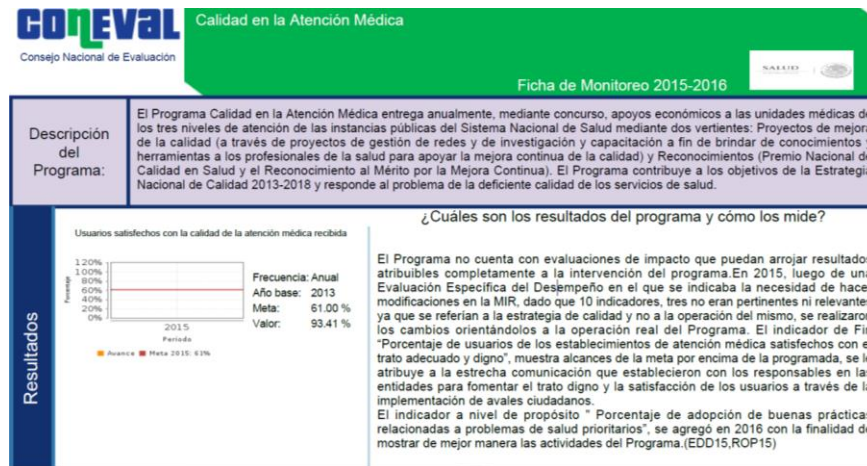 CONEVAL
Consejo Nacional de Evaluación
Calidad en la Atención Médica
Ficha de Monitoreo 2015-2016
SALUD
Descripción
del
Programa:
El Programa Calidad en la Atención Médica entrega anualmente, mediante concurso, apoyos económicos a las unidades médicas de
los tres niveles de atención de las instancias públicas del Sistema Nacional de Salud mediante dos vertientes: Proyectos de mejor
de la calidad (a través de proyectos de gestión de redes y de investigación y capacitación a fin de brindar de conocimientos y
herramientas a los profesionales de la salud para apoyar la mejora continua de la calidad) y Reconocimientos (Premio Nacional de
Calidad en Salud y el Reconocimiento al Mérito por la Mejora Continua). El Programa contribuye a los objetivos de la Estrategia
Nacional de Calidad 2013-2018 y responde al problema de la deficiente calidad de los servicios de salud.
Resultados
Usuarios satisfechos con la calidad de la atención médica recibida
120%
100%
80%
60%
40%
20%
0%
Porcentaje
2015
Periodo
Avance Meta 2015: 61%
Frecuencia: Anual
Año base: 2013
Meta: 61.00 %
Valor: 93.41 %
¿Cuáles son los resultados del programa y cómo los mide?
El Programa no cuenta con evaluaciones de impacto que puedan arrojar resultado
atribuibles completamente a la intervención del programa.En 2015, luego de una
Evaluación Específica del Desempeño en el que se indicaba la necesidad de hace
modificaciones en la MIR, dado que 10 indicadores, tres no eran pertinentes ni relevante
ya que se referían a la estrategia de calidad y no a la operación del mismo, se realizaron
los cambios orientándolos a la operación real del Programa. El indicador de Fin
"Porcentaje de usuarios de los establecimientos de atención médica satisfechos con e
trato adecuado y digno", muestra alcances de la meta por encima de la programada, se l
atribuye a la estrecha comunicación que establecieron con los responsables en las
entidades para fomentar el trato digno y la satisfacción de los usuarios a través de la
implementación de avales ciudadanos.
El indicador a nivel de propósito " Porcentaje de adopción de buenas práctica
relacionadas a problemas de salud prioritarios", se agregó en 2016 con la finalidad de
mostrar de mejor manera las actividades del Programa.(EDD15,ROP15)